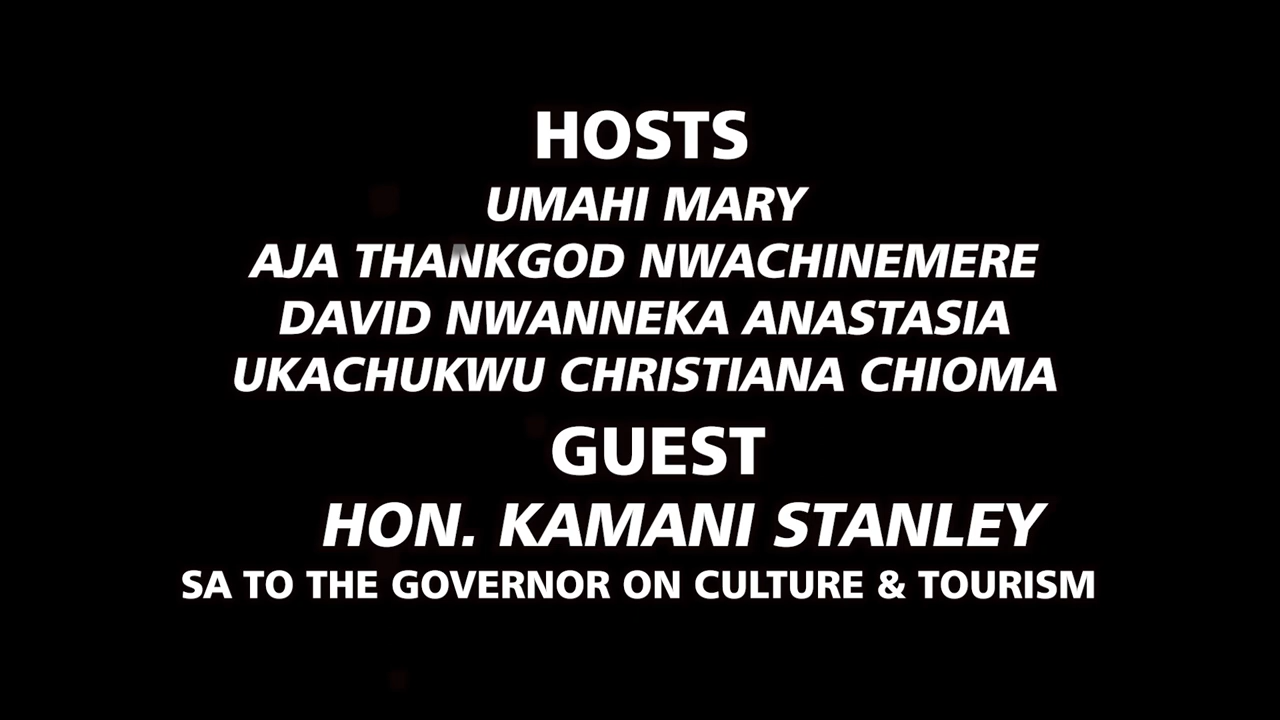 HOSTS
UMAHI MARY
AJA THANKGOD NWACHINEMERE
DAVID NWANNEKA ANASTASIA
UKACHUKWU CHRISTIANA CHIOMA
GUEST
HON. KAMANI STANLEY
SA TO THE GOVERNOR ON CULTURE & TOURISM